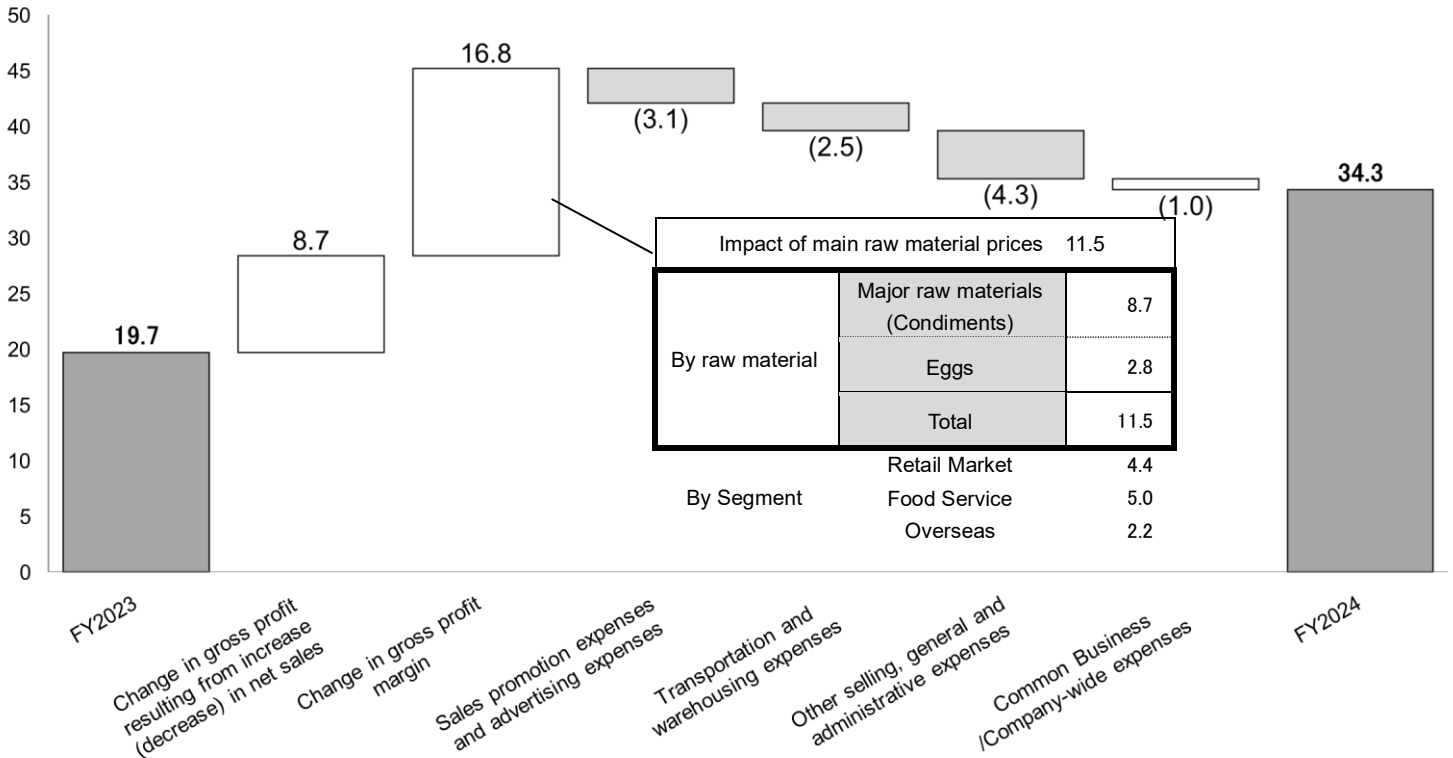 50
45
40
35
30
25
20
15
10
5
0
19.7
8.7
16.8
(3.1)
(2.5)
(4.3)
(1.0)
34.3
Impact of main raw material prices 11.5
By raw material
Major raw materials
(Condiments)
8.7
Eggs
2.8
Total
11.5
By Segment
Retail Market
4.4
Food Service
5.0
Overseas
2.2
FY2023
Change in gross profit
resulting from increase
(decrease) in net sales
Change in gross profit
margin
Sales promotion expenses
and advertising expenses
Transportation and
warehousing expenses
Other selling, general and
administrative expenses
Common Business
/Company-wide expenses
FY2024